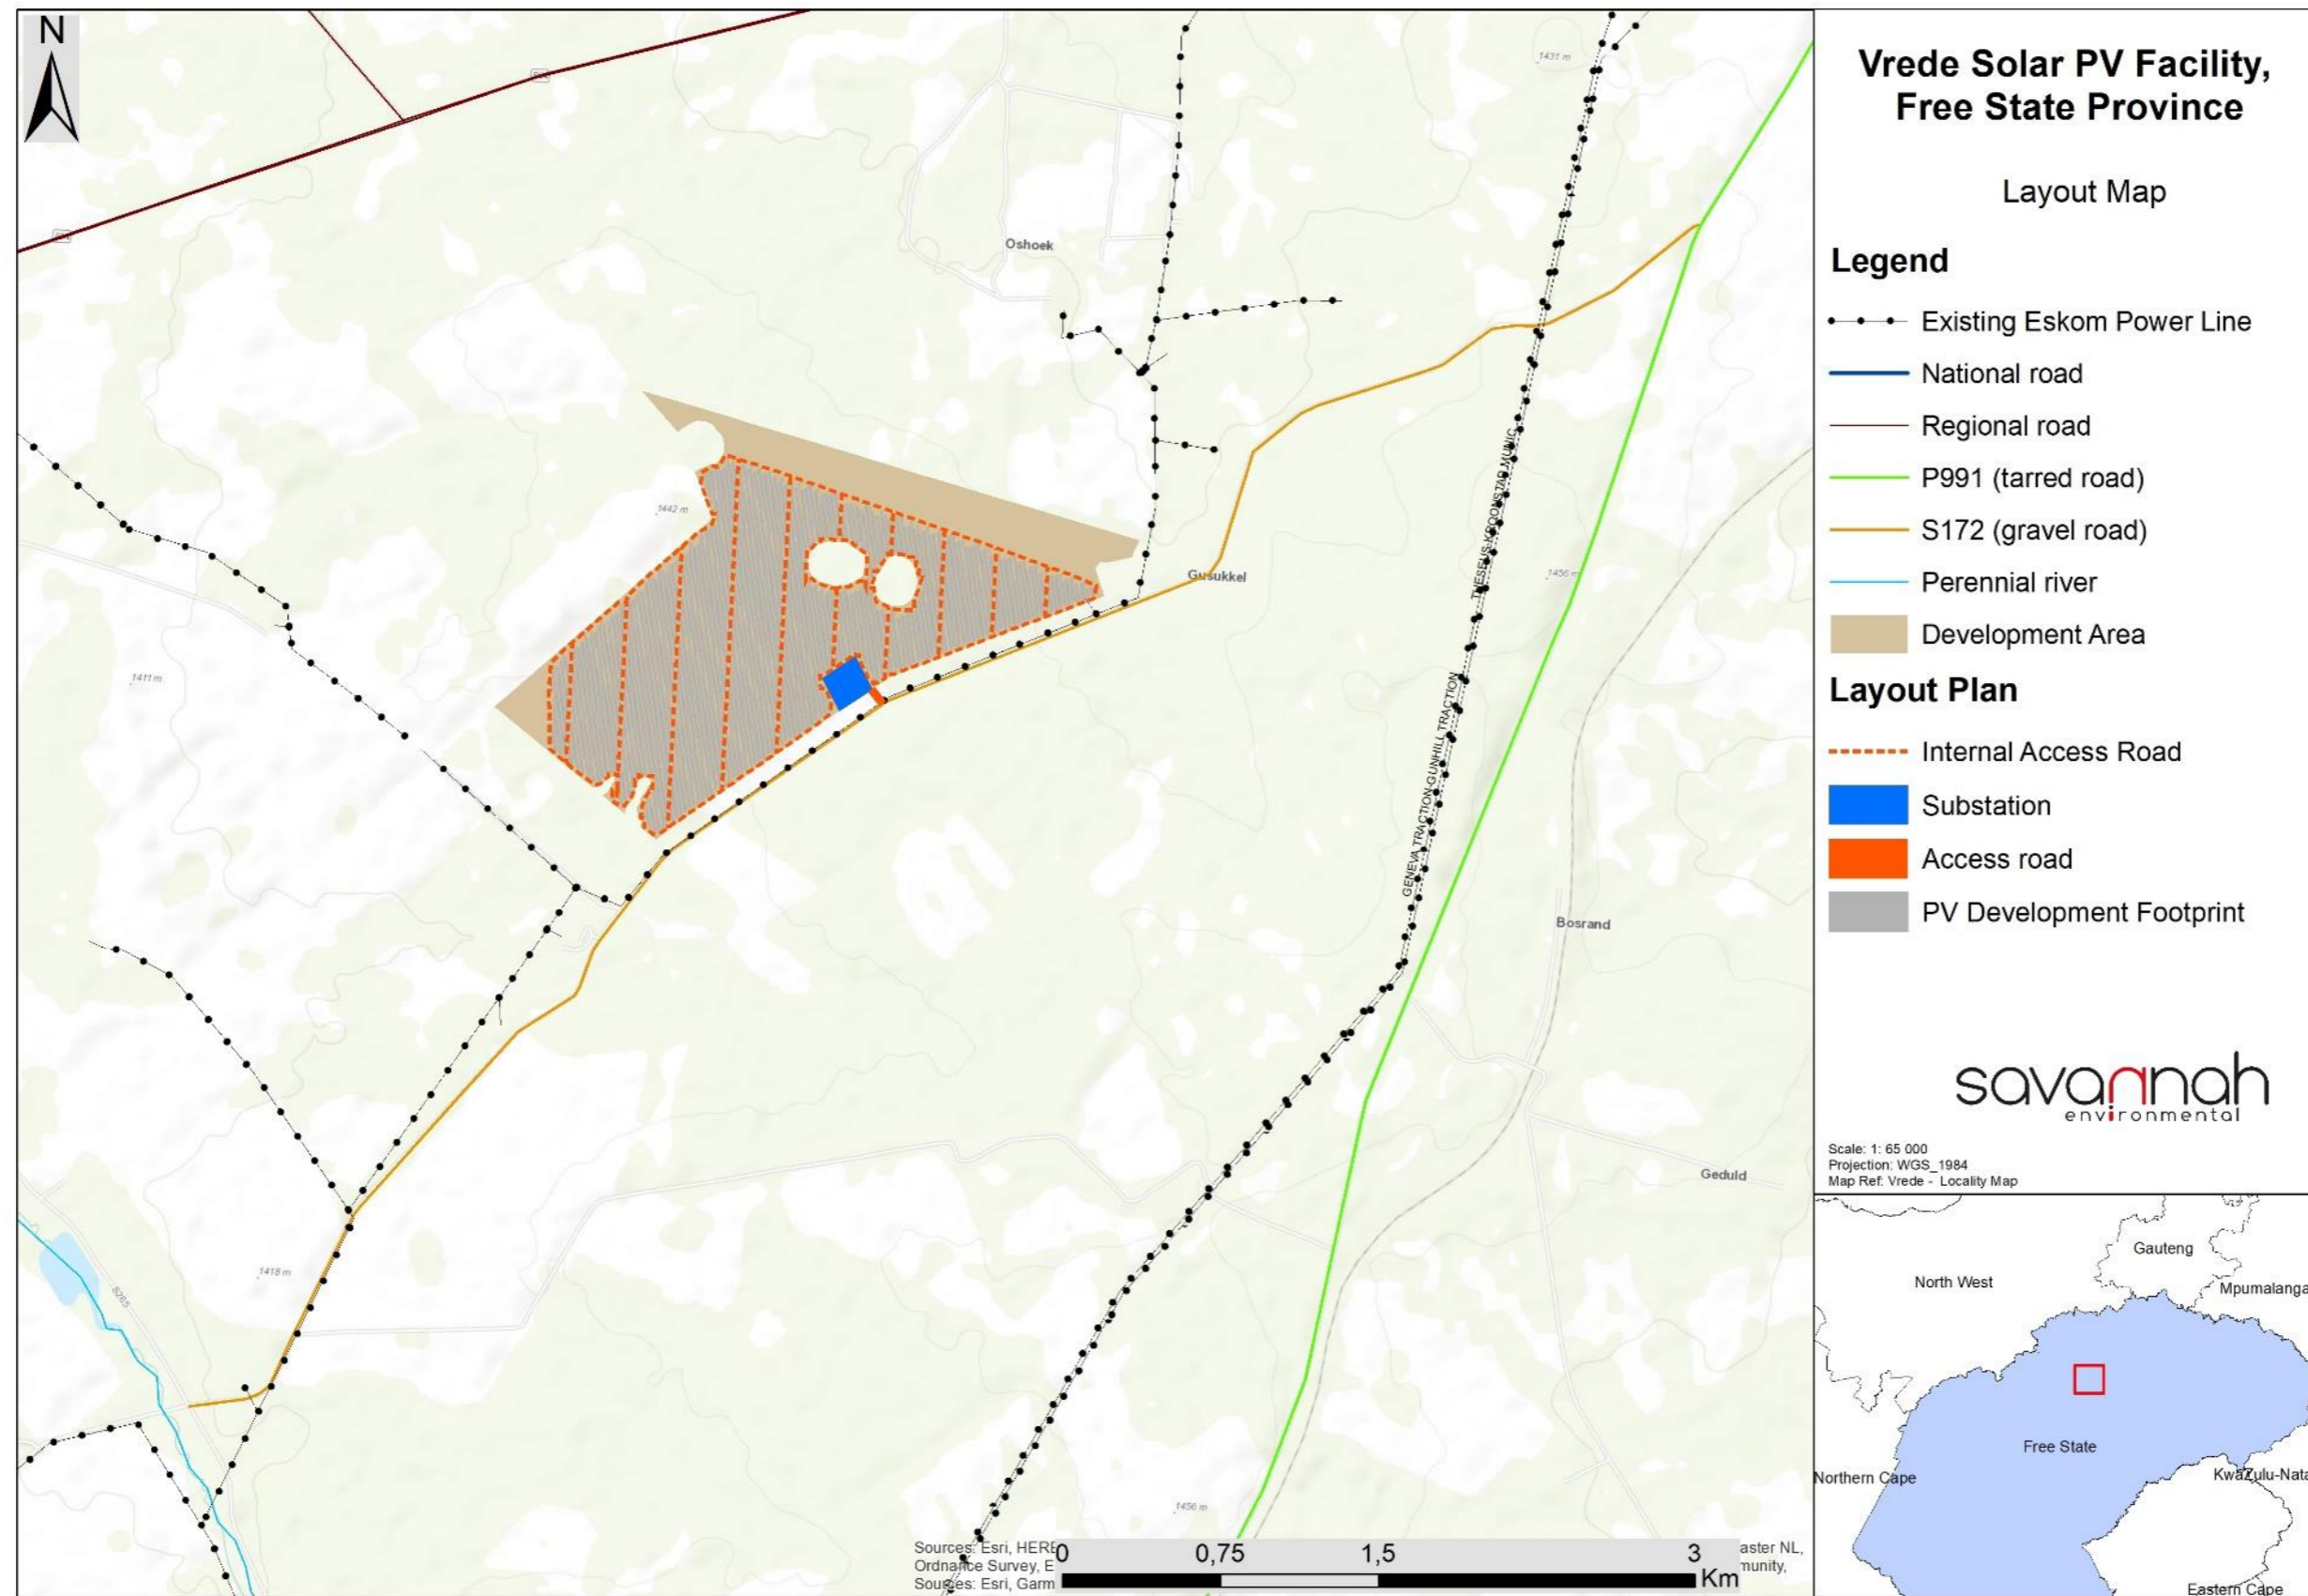 N
1431 m
Oshoek
1442 m
Gusukkel
THESEUS-KROONSTAD MUNIC
1456 m
1411 m
GENEVA TRACTION-GUNHILL TRACTION
Bosrand
Geduld
1418 m
S265
1456 m
Sources: Esri, HERE
Ordnance Survey, E
Sources: Esri, Garm
aster NL,
munity,
0 0,75 1,5 3
Km
Vrede Solar PV Facility,
Free State Province
Layout Map
Legend
Existing Eskom Power Line
National road
Regional road
P991 (tarred road)
S172 (gravel road)
Perennial river
Development Area
Layout Plan
Internal Access Road
Substation
Access road
PV Development Footprint
savannah
environmental
Scale: 1: 65 000
Projection: WGS_1984
Map Ref: Vrede - Locality Map
Gauteng
North West
Mpumalanga
Free State
Northern Cape
KwaZulu-Nata
Eastern Cape